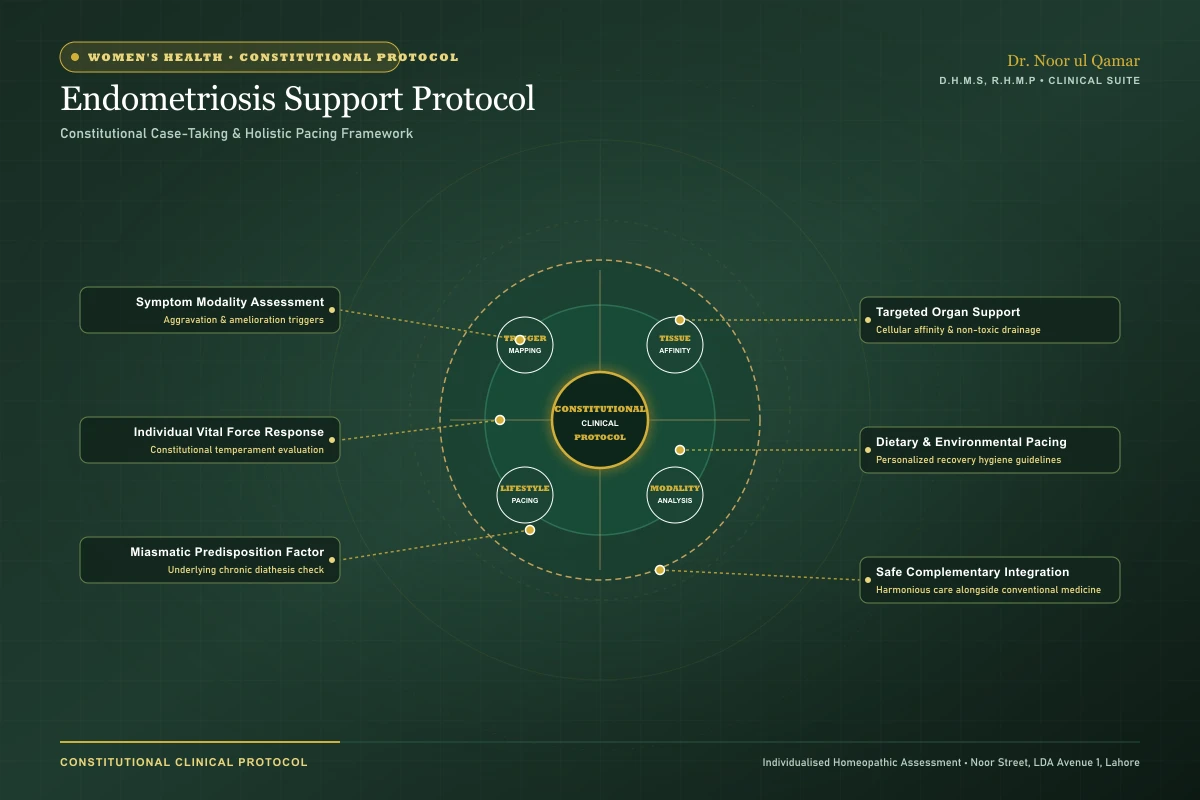 WOMEN'S HEALTH • CONSTITUTIONAL PROTOCOL
Endometriosis Support Protocol
Constitutional Case-Taking & Holistic Pacing Framework
Dr. Noor ul Qamar
D.H.M.S, R.H.M.P • CLINICAL SUITE
Symptom Modality Assessment
Aggravation & amelioration triggers
Individual Vital Force Response
Constitutional temperament evaluation
Miasmatic Predisposition Factor
Underlying chronic diathesis check
MAPPING
TISSUE
AFFINITY
CONSTITUTIONAL
CLINICAL
PROTOCOL
LIFESTYLE
PACING
MODALITY
ANALYSIS
Targeted Organ Support
Cellular affinity & non-toxic drainage
Dietary & Environmental Pacing
Personalized recovery hygiene guidelines
Safe Complementary Integration
Harmonious care alongside conventional medicine
CONSTITUTIONAL CLINICAL PROTOCOL
Individualised Homeopathic Assessment • Noor Street, LDA Avenue 1, Lahore